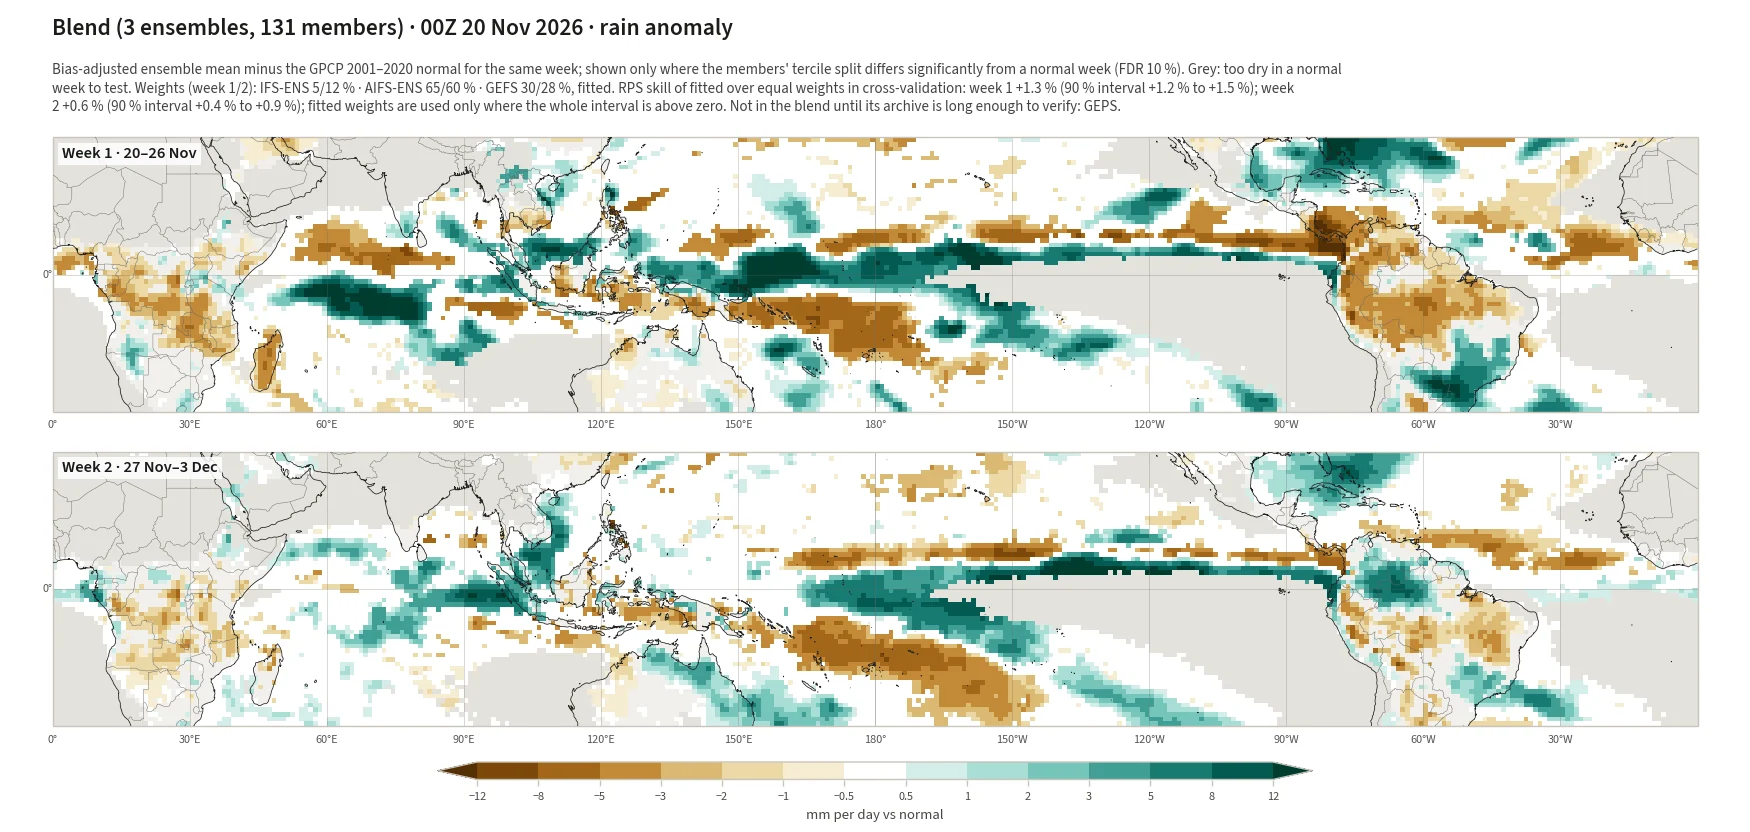 Blend (3 ensembles, 131 members) · 00Z 20 Nov 2026 · rain anomaly
Bias-adjusted ensemble mean minus the GPCP 2001–2020 normal for the same week; shown only where the members' tercile split differs significantly from a normal week (FDR 10 %). Grey: too dry in a normal
week to test. Weights (week 1/2): IFS-ENS 5/12 % · AIFS-ENS 65/60 % · GEFS 30/28 %, fitted. RPS skill of fitted over equal weights in cross-validation: week 1 +1.3 % (90 % interval +1.2 % to +1.5 %); week
2 +0.6 % (90 % interval +0.4 % to +0.9 %); fitted weights are used only where the whole interval is above zero. Not in the blend until its archive is long enough to verify: GEPS.
Week 1 · 20–26 Nov
0°
0° 30°E 60°E 90°E 120°E 150°E 180° 150°W 120°W 90°W 60°W 30°W
Week 2 · 27 Nov–3 Dec
0°
0° 30°E 60°E 90°E 120°E 150°E 180° 150°W 120°W 90°W 60°W 30°W
−12 −8 −5 −3 −2 −1 −0.5 0.5 1 2 3 5 8 12
mm per day vs normal